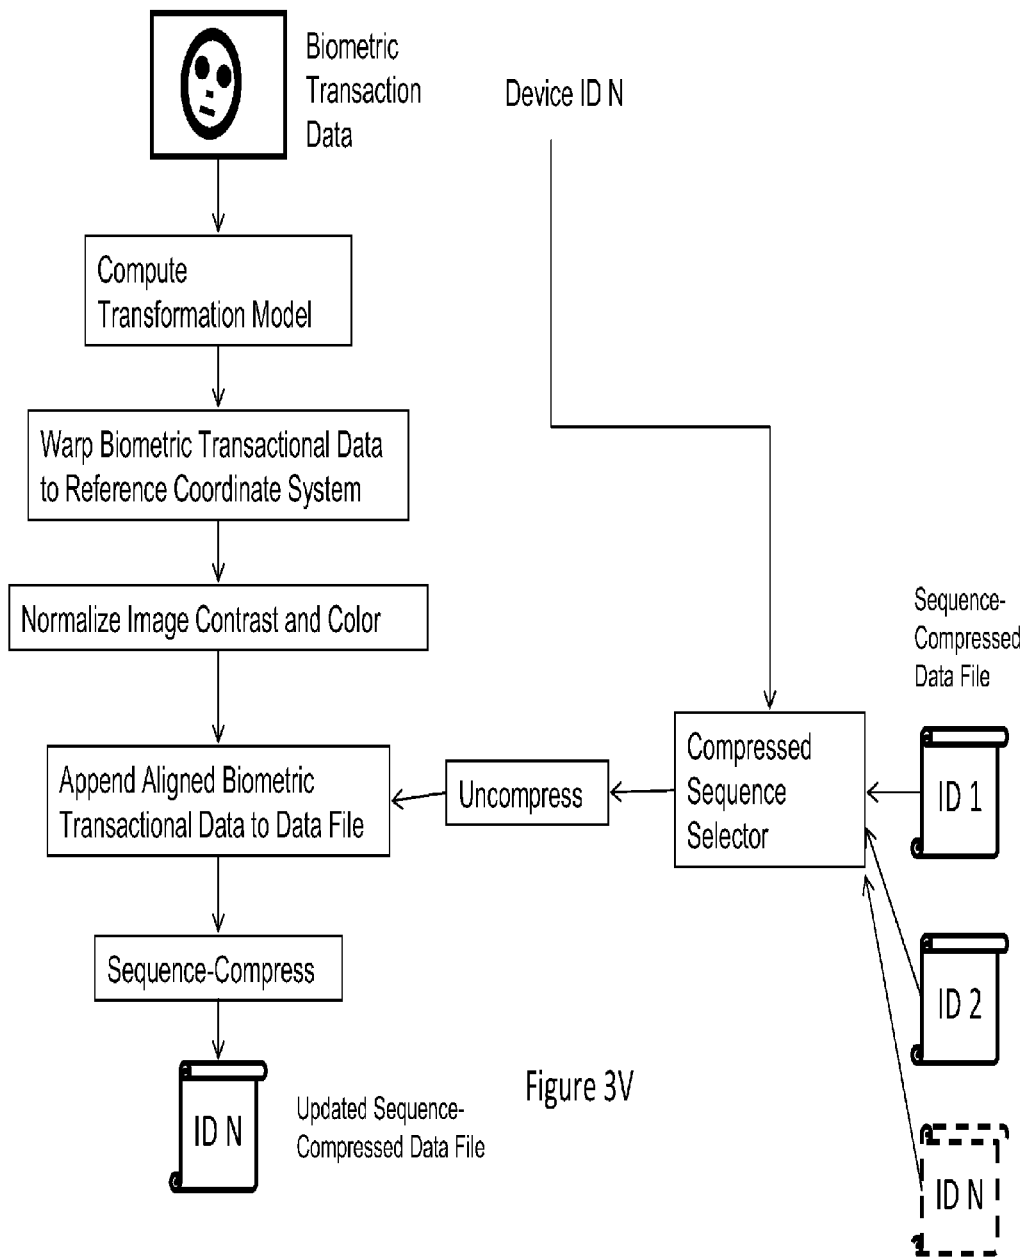 Biometric
Transaction
Data
Device ID N
Compute
Transformation Model
Warp Biometric Transactional Data
to Reference Coordinate System
Normalize Image Contrast and Color
Sequence-
Compressed
Data File
Append Aligned Biometric
Transactional Data to Data File
Uncompress
Compressed
Sequence
Selector
ID 1
Sequence-Compress
ID 2
ID N
Updated Sequence-
Compressed Data File
Figure 3V
ID N